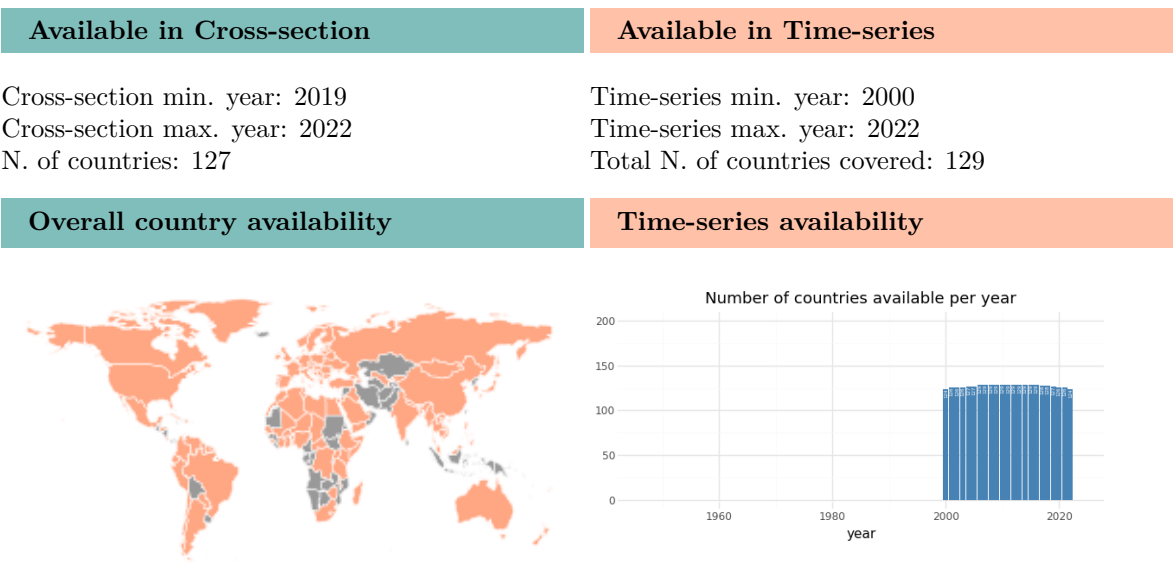 Available in Cross-section
Available in Time-series
Cross-section min. year: 2019
Cross-section max. year: 2022
N. of countries: 127
Time-series min. year: 2000
Time-series max. year: 2022
Total N. of countries covered: 129
Overall country availability
Time-series availability
Number of countries available per year
200
150
100
50
0
1960 1980 2000 2020
year